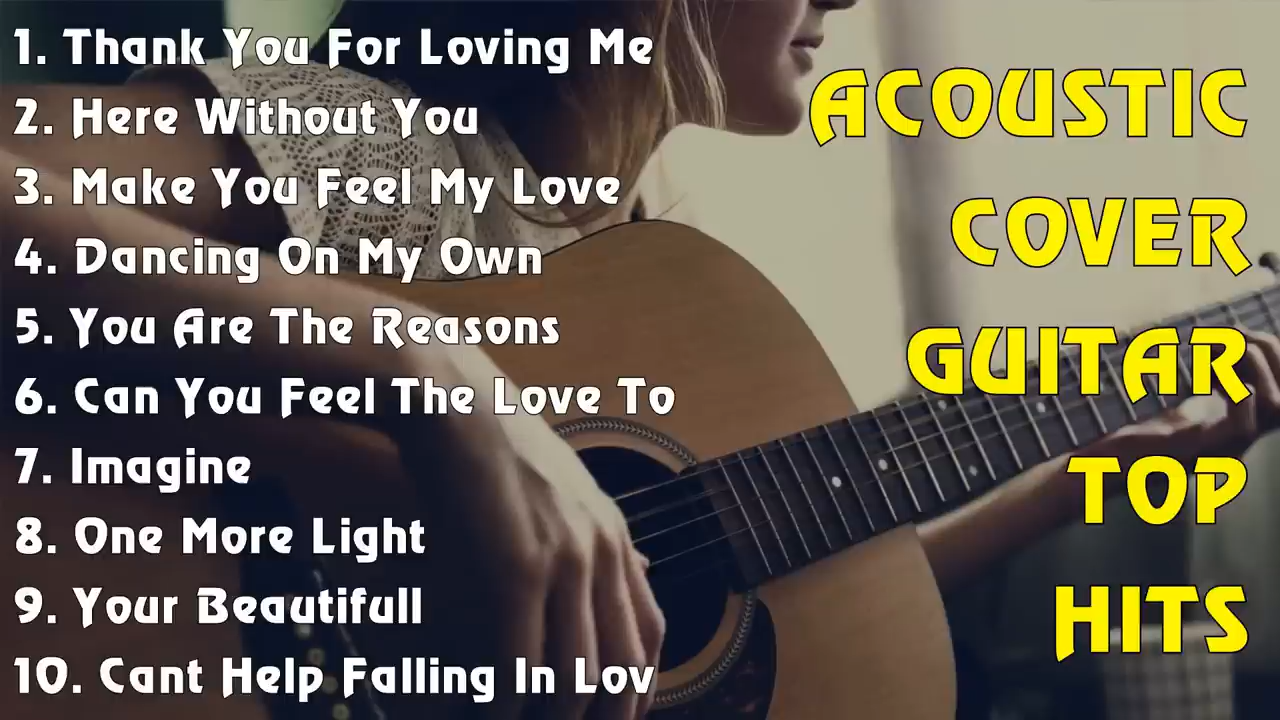 1. Thank You For Loving Me
2. Here Without You
3. Make You Feel My Love
4. Dancing On My Own
5. You Are The Reasons
6. Can You Feel The Love To
7. Imagine
8. One More Light
9. Your Beautifull
10. Cant Help Falling In Lov
ACOUSTIC
COVER
GUITAR
TOP
HITS